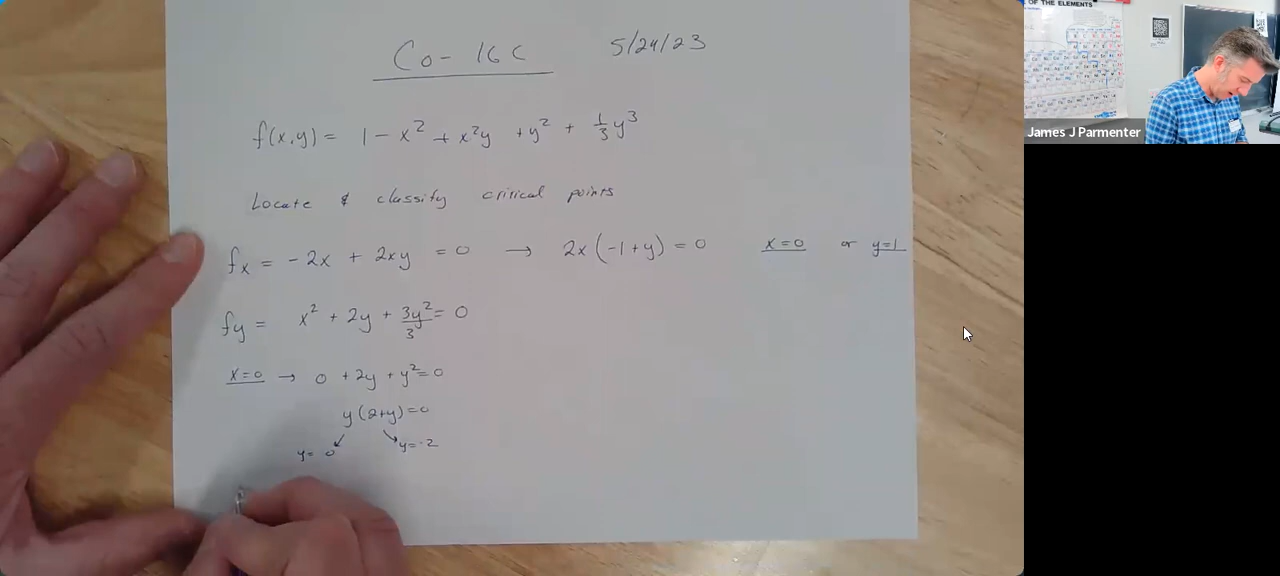 Co-16C 5/24/23
f(x,y) = 1 - x² + x²y + y² + 1/3 y³
Locate & classify critical points
fx = -2x + 2xy = 0 → 2x(-1+y) = 0 x=0 or y=1
fy = x² + 2y + 3y²/3 = 0
x=0 → 0 + 2y + y² = 0
y(2+y)=0
y= 0 y=-2
OF THE ELEMENTS
James J Parmenter